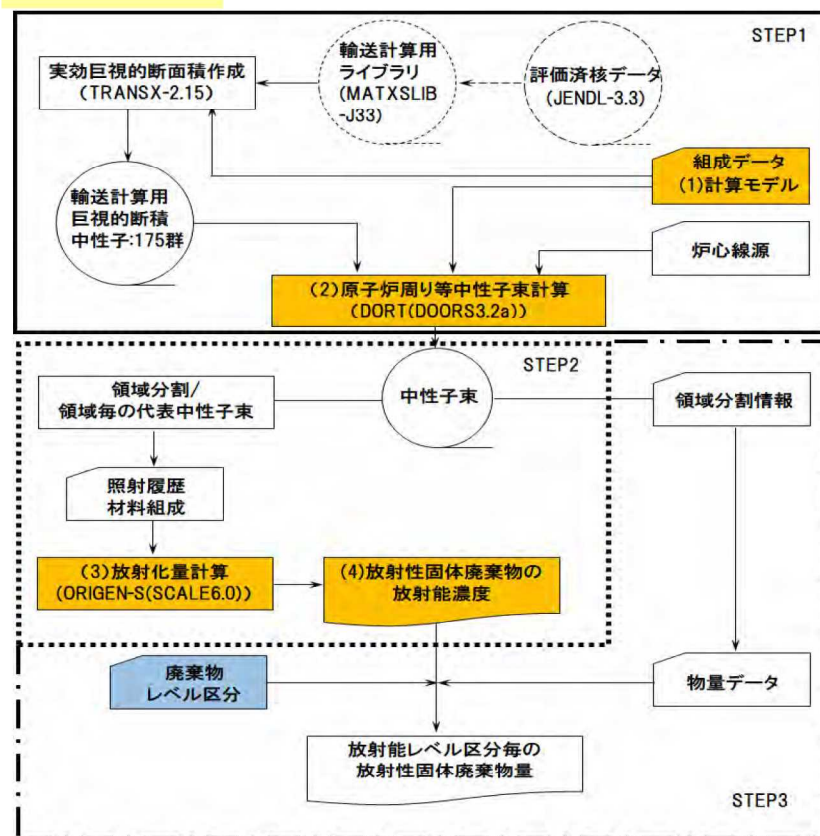 STEP1
実効巨視的断面積作成
(TRANSX-2.15)
輸送計算用
ライブラリ
(MATXSLIB
-J33)
評価済核データ
(JENDL-3.3)
組成データ
(1)計算モデル
輸送計算用
巨視的断積
中性子:175群
炉心線源
(2)原子炉周り等中性子束計算
(DORT(DOORS3.2a))
STEP2
領域分割/
領域毎の代表中性子束
中性子束
領域分割情報
照射履歴
材料組成
(3)放射化量計算
(ORIGEN-S(SCALE6.0))
(4)放射性固体廃棄物の
放射能濃度
廃棄物
レベル区分
物量データ
放射能レベル区分毎の
放射性固体廃棄物量
STEP3